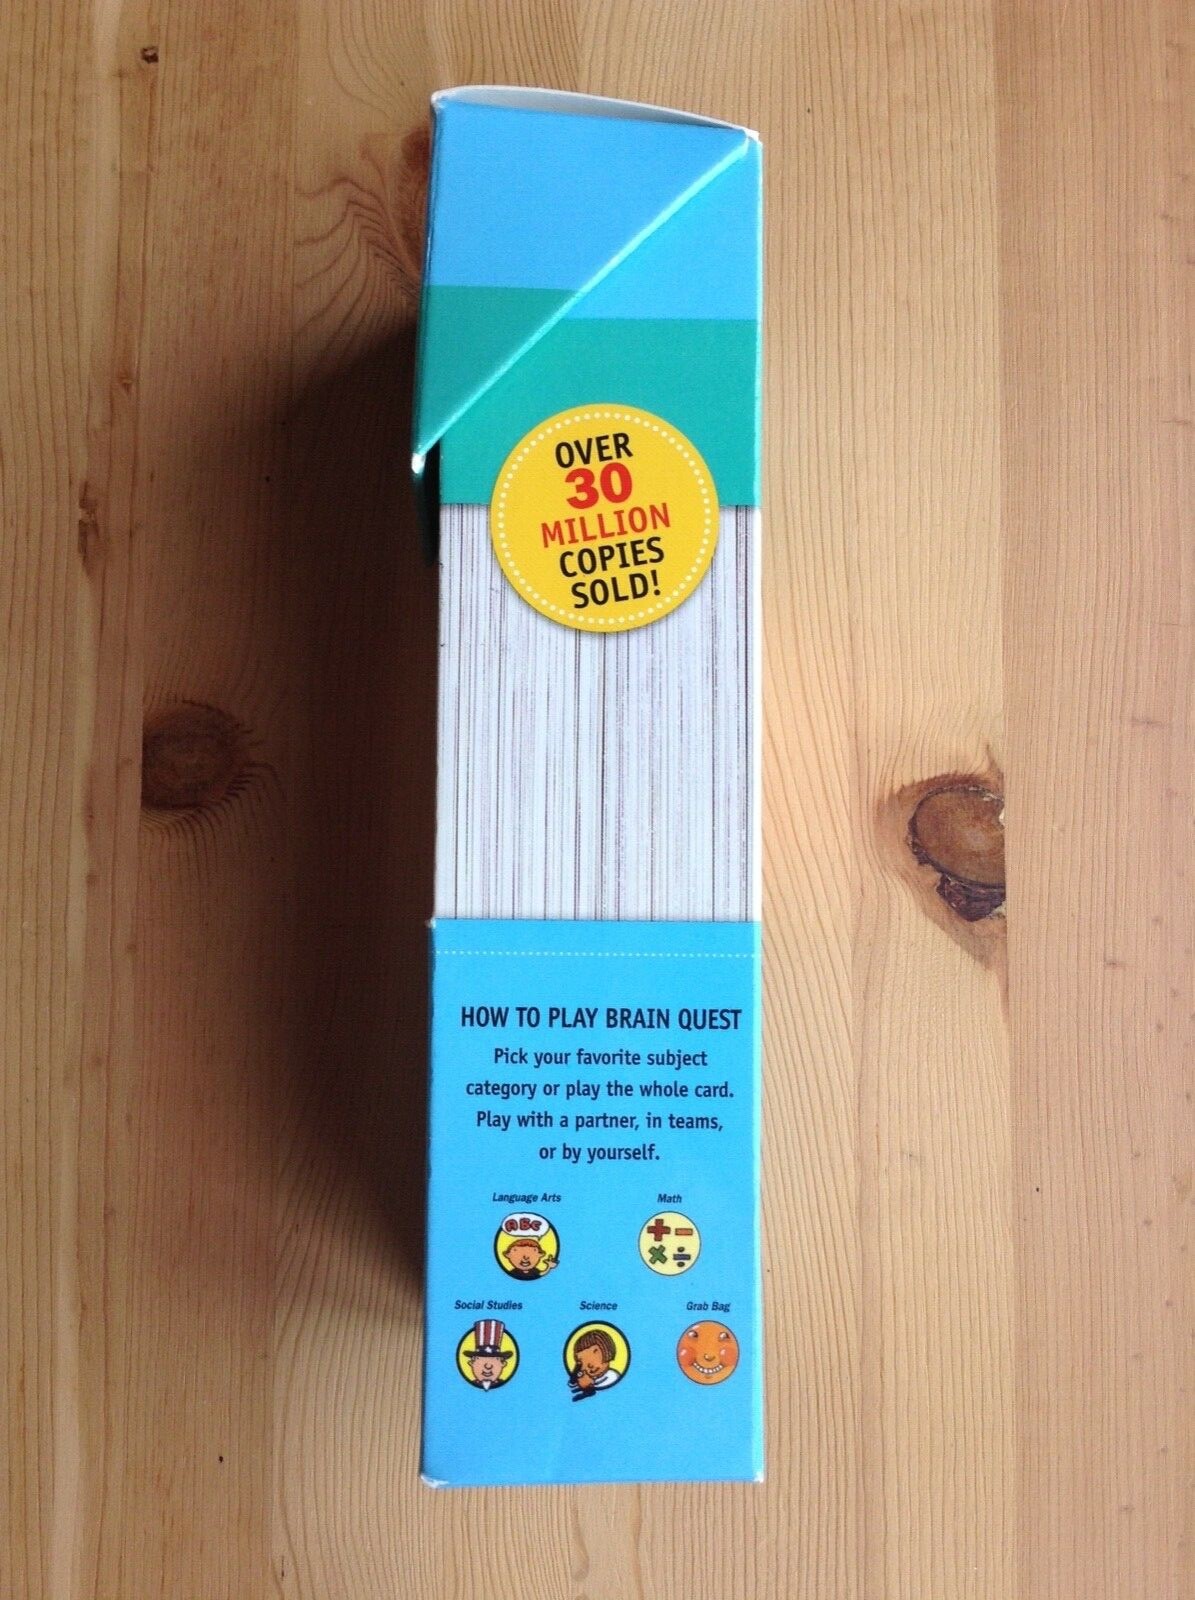 OVER
30
MILLION
COPIES
SOLD!
HOW TO PLAY BRAIN QUEST
Pick your favorite subject
category or play the whole card.
Play with a partner, in teams,
or by yourself.
Language Arts
Math
ABC
Social Studies
Science
Grab Bag